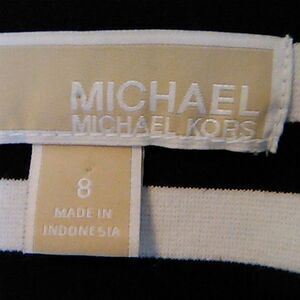 MICHAEL
MICHAEL KORS
8
MADE IN
INDONESIA